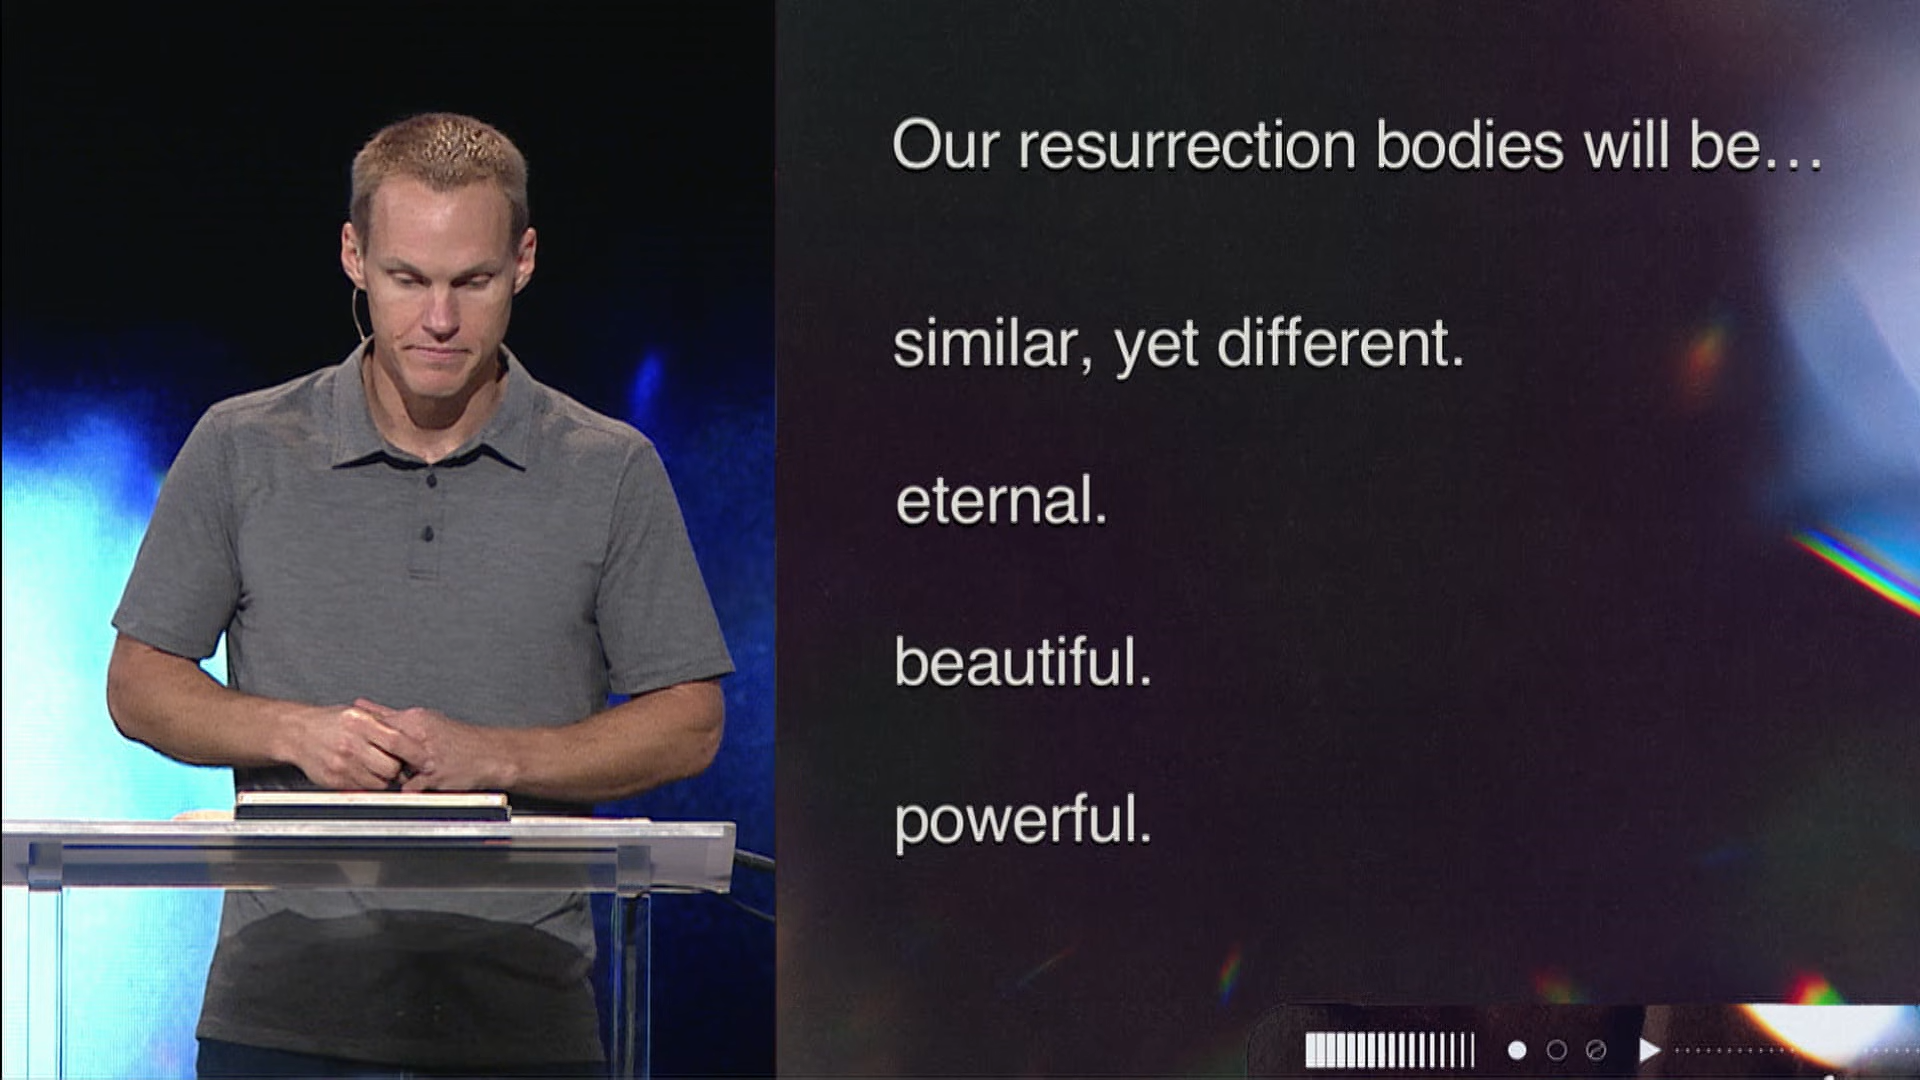 Our resurrection bodies will be…
similar, yet different.
eternal.
beautiful.
powerful.